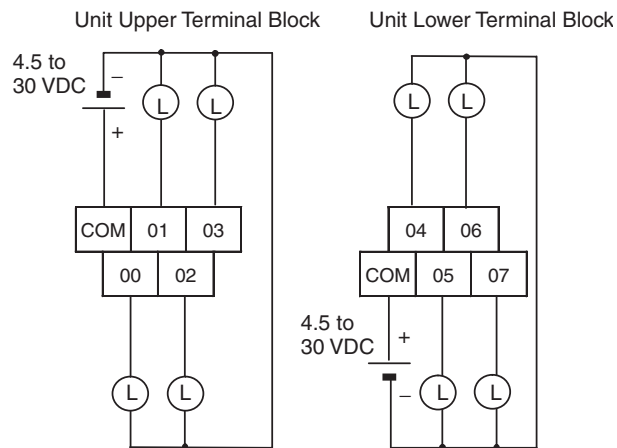 Unit Upper Terminal Block
Unit Lower Terminal Block
4.5 to
30 VDC
–
+
L
L
L
L
COM
01
03
04
06
00
02
COM
05
07
4.5 to
30 VDC
+
–
L
L
L
L